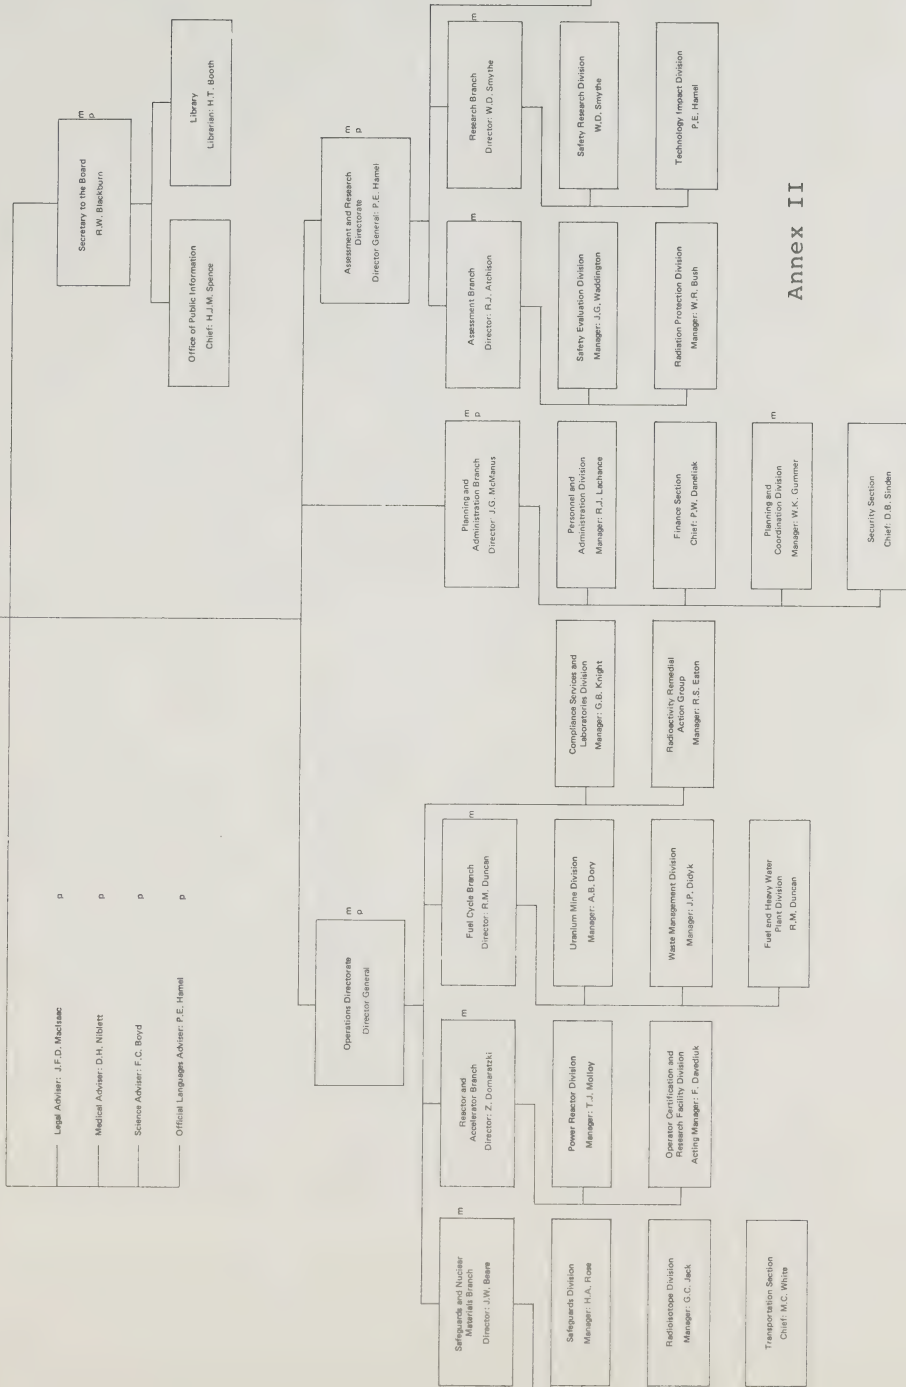 Legal Adviser: J.F.D. MacIsaac
p
Medical Adviser: D.H. Niblett
p
Science Adviser: F.C. Boyd
p
Official Languages Adviser: P.E. Hamel
p
Secretary to the Board
R.W. Blackburn
m
p
Office of Public Information
Chief: H.J.M. Spence
Library
Librarian: H.T. Booth
Operations Directorate
Director General
m
p
Assessment and Research
Directorate
Director General: P.E. Hamel
m
p
Safeguards and Nuclear
Materials Branch
Director: J.W. Beare
m
Reactor and
Accelerator Branch
Director: Z. Domaratzki
m
Fuel Cycle Branch
Director: R.M. Duncan
m
Planning and
Administration Branch
Director: J.G. McManus
m
p
Assessment Branch
Director: R.J. Atchison
m
Research Branch
Director: W.D. Smythe
m
Safeguards Division
Manager: H.A. Rose
Power Reactor Division
Manager: T.J. Molloy
Uranium Mine Division
Manager: A.B. Dory
Compliance Services and
Laboratories Division
Manager: G.B. Knight
Personnel and
Administration Division
Manager: R.J. Lachance
Safety Evaluation Division
Manager: J.G. Waddington
Safety Research Division
W.D. Smythe
Radioisotope Division
Manager: G.C. Jack
Operator Certification and
Research Facility Division
Acting Manager: F. Davediuk
Waste Management Division
Manager: J.P. Didyk
Radioactivity Remedial
Action Group
Manager: R.S. Eaton
Finance Section
Chief: P.W. Daneliak
Radiation Protection Division
Manager: W.R. Bush
Technology Impact Division
P.E. Hamel
Transportation Section
Chief: M.C. White
Fuel and Heavy Water
Plant Division
R.M. Duncan
Planning and
Coordination Division
Manager: W.K. Gummer
m
Security Section
Chief: D.B. Sinden
Annex II